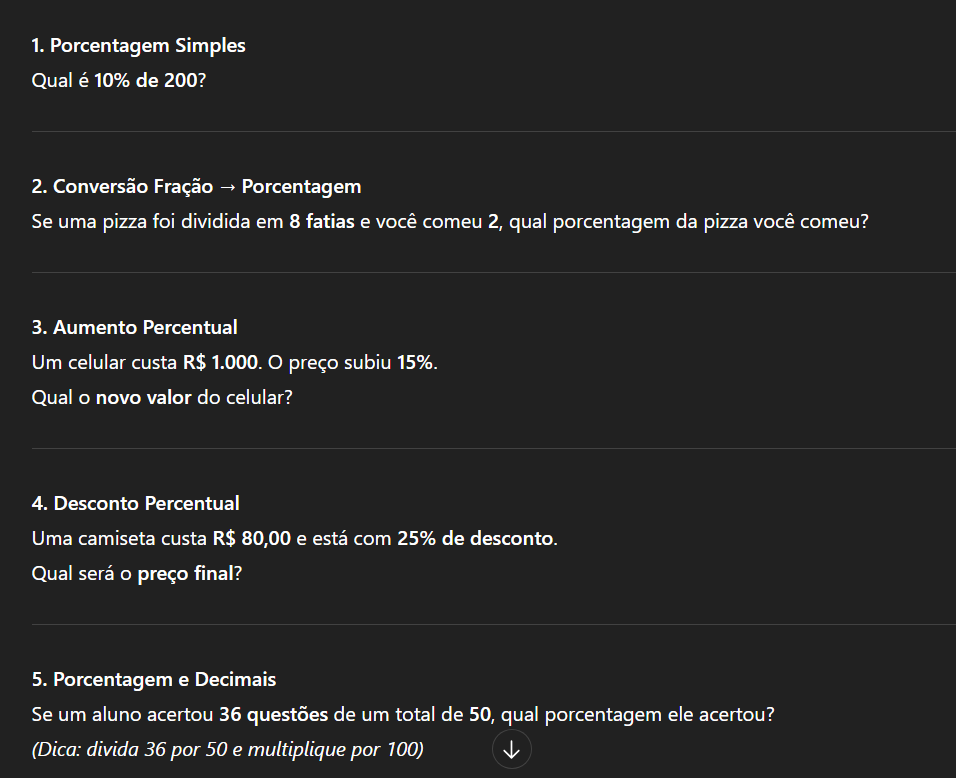 1. Porcentagem Simples
Qual é 10% de 200?
2. Conversão Fração → Porcentagem
Se uma pizza foi dividida em 8 fatias e você comeu 2, qual porcentagem da pizza você comeu?
3. Aumento Percentual
Um celular custa R$ 1.000. O preço subiu 15%.
Qual o novo valor do celular?
4. Desconto Percentual
Uma camiseta custa R$ 80,00 e está com 25% de desconto.
Qual será o preço final?
5. Porcentagem e Decimais
Se um aluno acertou 36 questões de um total de 50, qual porcentagem ele acertou?
(Dica: divida 36 por 50 e multiplique por 100)